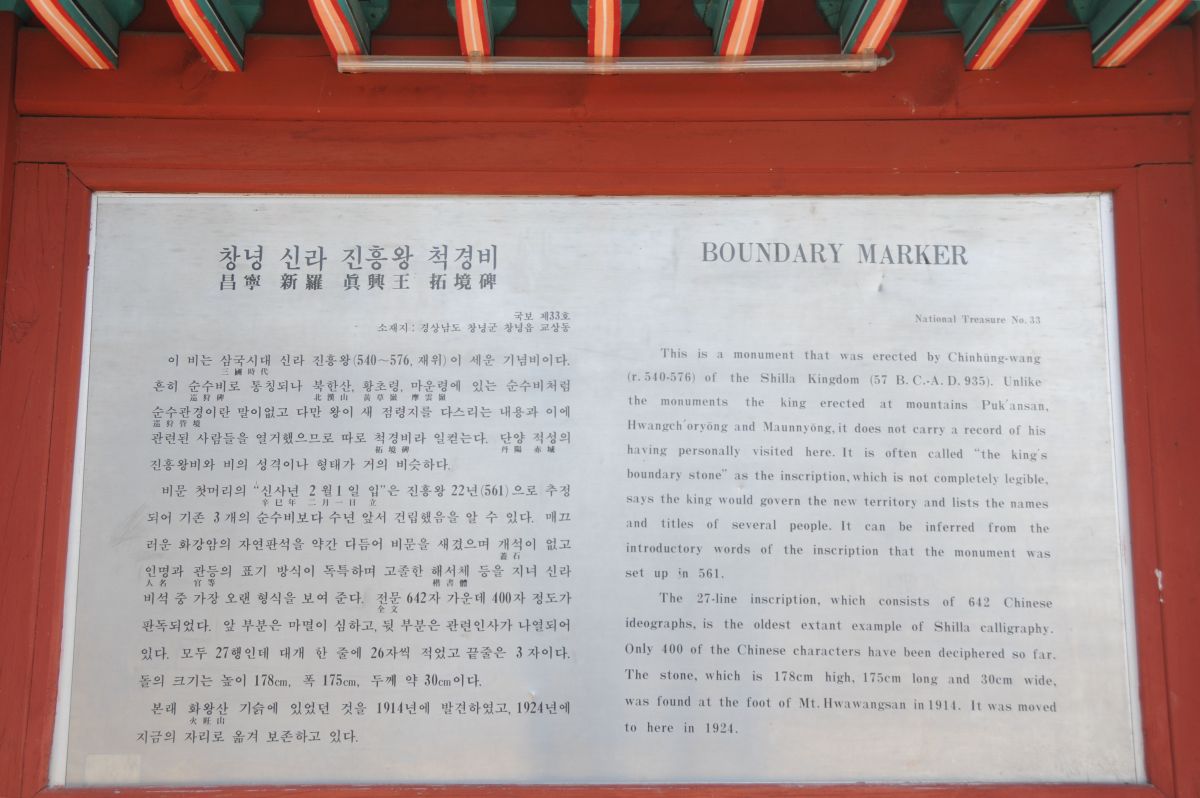 창녕 신라 진흥왕 척경비
昌寧 新羅 眞興王 拓境碑
국보 제33호
소재지: 경상남도 창녕군 창녕읍 교상동
이 비는 삼국시대 신라 진흥왕(540~576, 재위)이 세운 기념비이다.
三國時代
흔히 순수비로 통칭되나 북한산, 황초령, 마운령에 있는 순수비처럼
巡狩碑 北漢山 黃草嶺 摩雲嶺
순수관경이란 말이없고 다만 왕이 새 점령지를 다스리는 내용과 이에
巡狩管境
관련된 사람들을 열거했으므로 따로 척경비라 일컫는다. 단양 적성의
拓境碑 丹陽 赤城
진흥왕비와 비의 성격이나 형태가 거의 비슷하다.
비문 첫머리의 "신사년 2월1일 입"은 진흥왕 22년(561)으로 추정
辛巳年 二月一日 立
되어 기존 3개의 순수비보다 수년 앞서 건립했음을 알 수 있다. 매끄
러운 화강암의 자연판석을 약간 다듬어 비문을 새겼으며 개석이 없고
蓋石
인명과 관등의 표기 방식이 독특하며 고졸한 해서체 등을 지녀 신라
人名 官等 楷書體
비석 중 가장 오랜 형식을 보여 준다. 전문 642자 가운데 400자 정도가
全文
판독되었다. 앞 부분은 마멸이 심하고, 뒷 부분은 관련인사가 나열되어
있다. 모두 27행인데 대개 한 줄에 26자씩 적었고 끝줄은 3자이다.
돌의 크기는 높이 178cm, 폭 175cm, 두께 약 30cm이다.
본래 화왕산 기슭에 있었던 것을 1914년에 발견하였고, 1924년에
火旺山
지금의 자리로 옮겨 보존하고 있다.
BOUNDARY MARKER
National Treasure No. 33
This is a monument that was erected by Chinhŭng-wang
(r. 540-576) of the Shilla Kingdom (57 B. C.-A. D. 935). Unlike
the monuments the king erected at mountains Puk'ansan,
Hwangch'oryŏng and Maunnyŏng, it does not carry a record of his
having personally visited here. It is often called "the king's
boundary stone" as the inscription, which is not completely legible,
says the king would govern the new territory and lists the names
and titles of several people. It can be inferred from the
introductory words of the inscription that the monument was
set up in 561.
The 27-line inscription, which consists of 642 Chinese
ideographs, is the oldest extant example of Shilla calligraphy.
Only 400 of the Chinese characters have been deciphered so far.
The stone, which is 178cm high, 175cm long and 30cm wide,
was found at the foot of Mt. Hwawangsan in 1914. It was moved
to here in 1924.